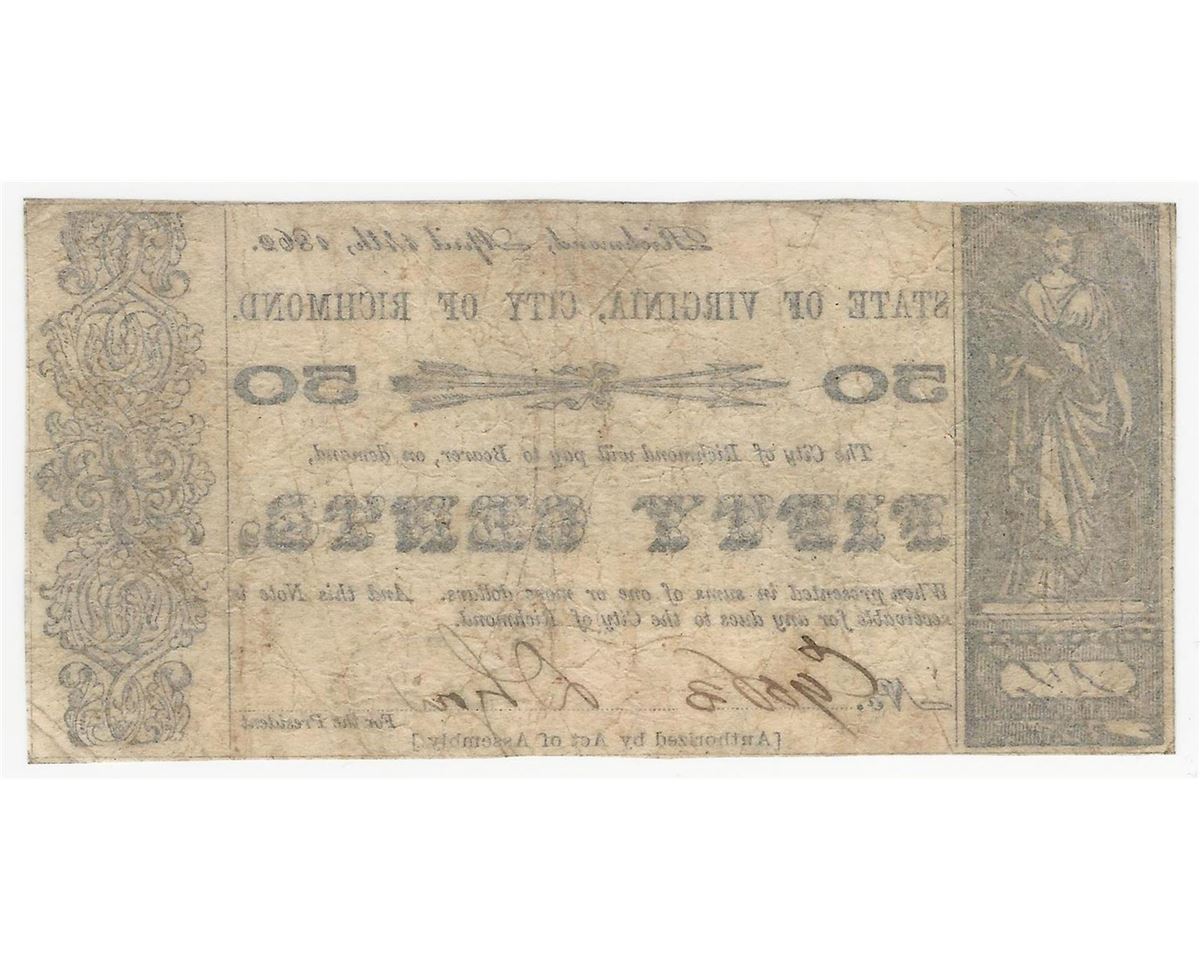 Richmond, April 14th, 1862.
STATE OF VIRGINIA, CITY OF RICHMOND.
50 50
The City of Richmond will pay to Bearer, on demand,
FIFTY CENTS,
When presented in sums of one or more dollars. And this Note is
receivable for any dues to the City of Richmond.
No.
For the President
[Authorized by Act of Assembly.]